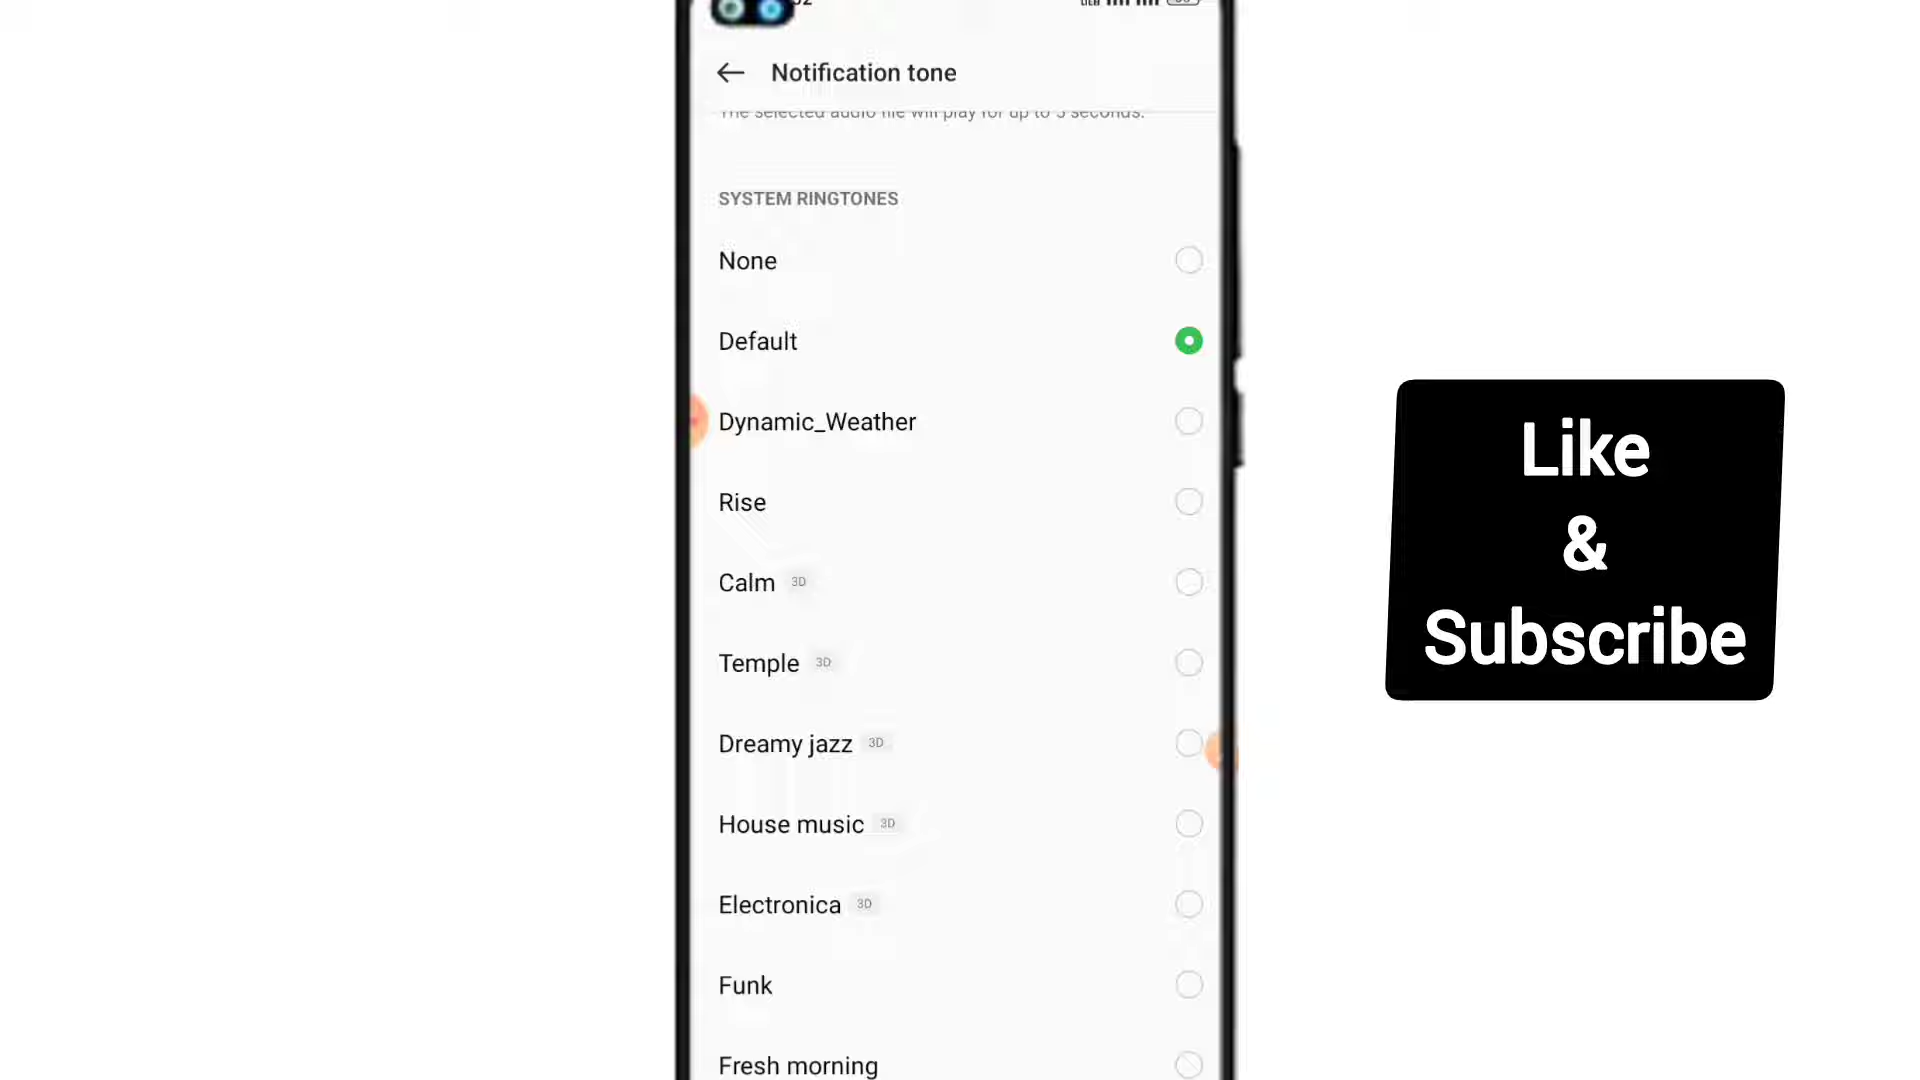 Notification tone
The selected audio file will play for up to 5 seconds.
SYSTEM RINGTONES
None
Default
Dynamic_Weather
Rise
Calm 3D
Temple 3D
Dreamy jazz 3D
House music 3D
Electronica 3D
Funk
Fresh morning
Like
&
Subscribe